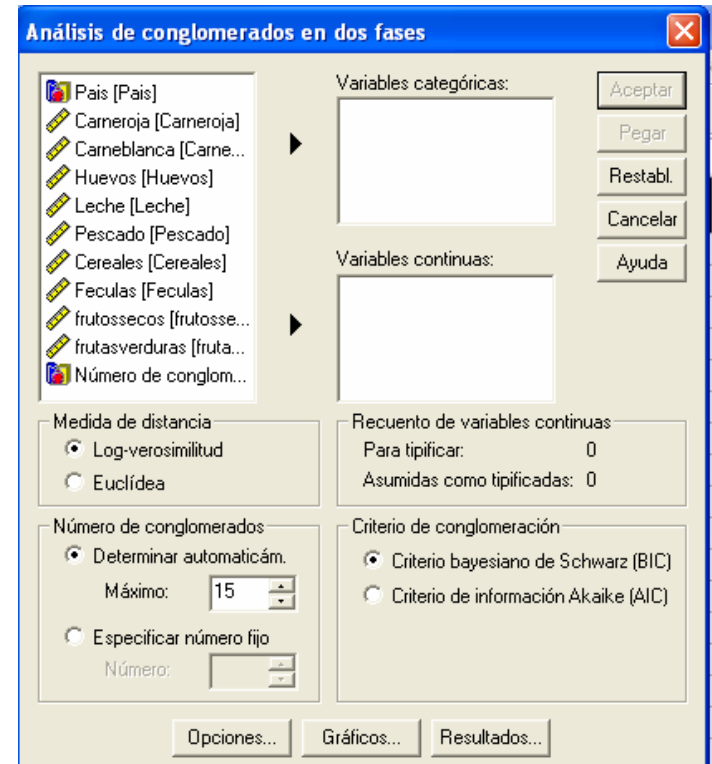 Análisis de conglomerados en dos fases
Pais [Pais]
Carneroja [Carneroja]
Carneblanca [Carne...
Huevos [Huevos]
Leche [Leche]
Pescado [Pescado]
Cereales [Cereales]
Feculas [Feculas]
frutossecos [frutosse...
frutasverduras [fruta...
Número de conglom...
Variables categóricas:
Variables continuas:
Aceptar
Pegar
Restabl.
Cancelar
Ayuda
Medida de distancia
Log-verosimilitud
Euclídea
Recuento de variables continuas
Para tipificar: 0
Asumidas como tipificadas: 0
Número de conglomerados
Determinar automaticám.
Máximo: 15
Especificar número fijo
Número:
Criterio de conglomeración
Criterio bayesiano de Schwarz (BIC)
Criterio de información Akaike (AIC)
Opciones... Gráficos... Resultados...